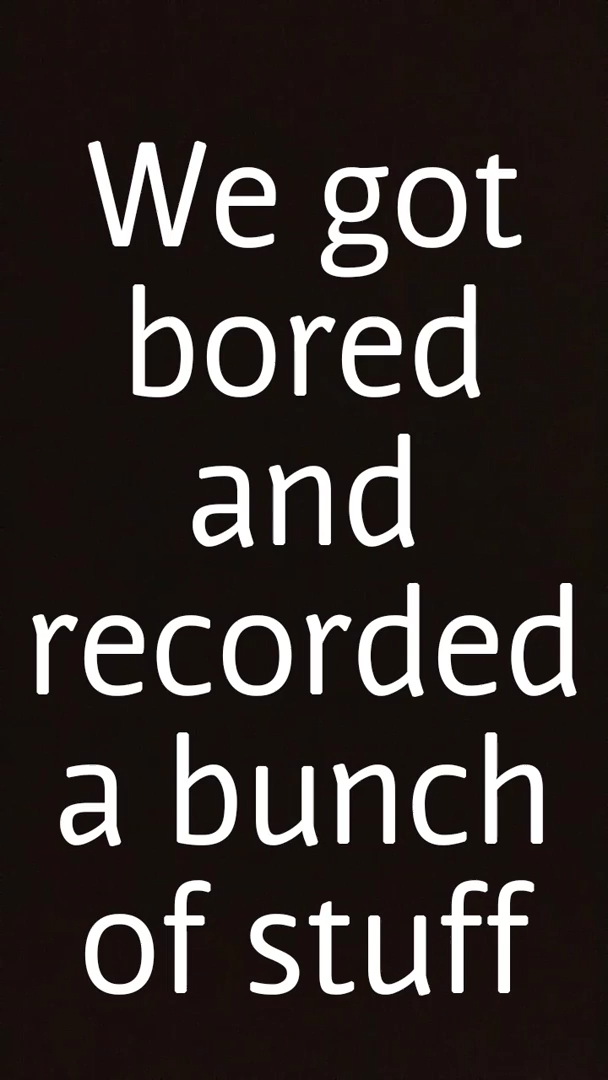 We got
bored
and
recorded
a bunch
of stuff